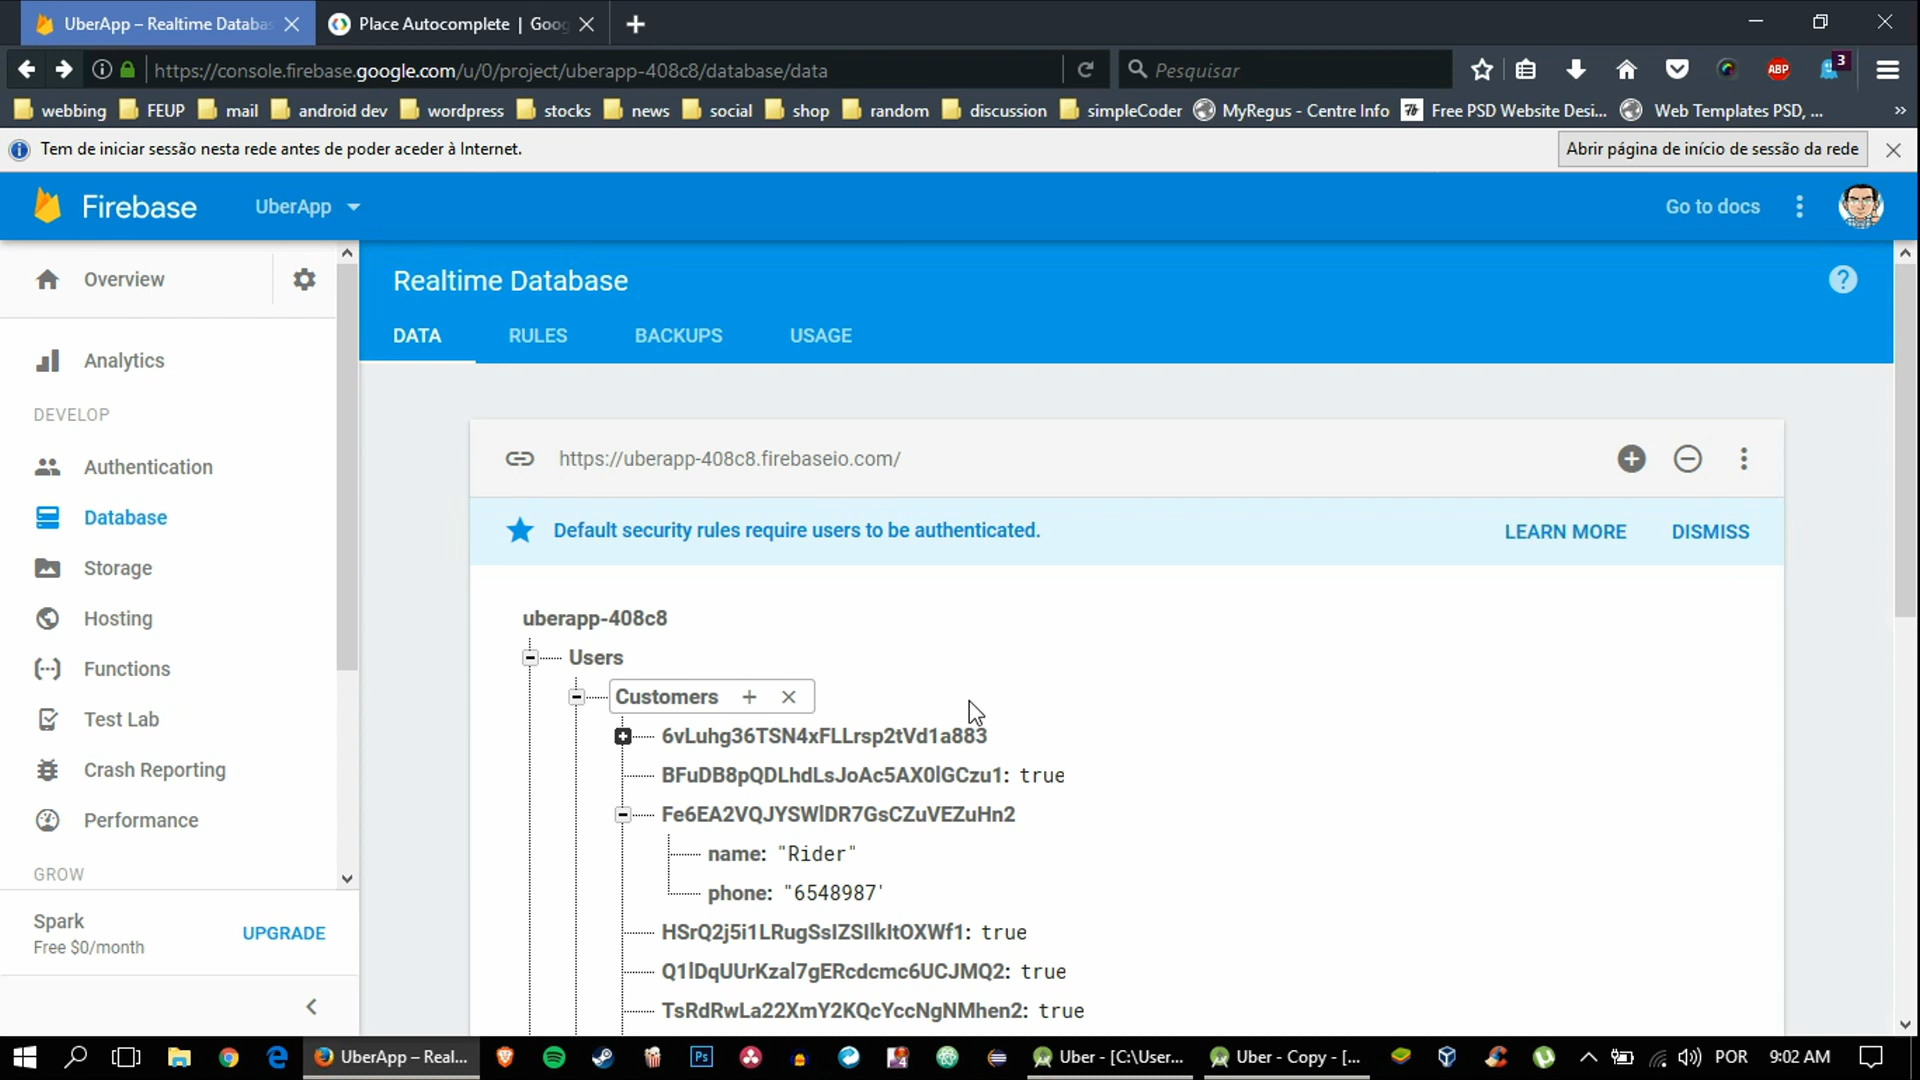 UberApp – Realtime Databas
Place Autocomplete | Goog
https://console.firebase.google.com/u/0/project/uberapp-408c8/database/data
Pesquisar
ABP
3
webbing
FEUP
mail
android dev
wordpress
stocks
news
social
shop
random
discussion
simpleCoder
MyRegus - Centre Info
Free PSD Website Desi...
Web Templates PSD, ...
Tem de iniciar sessão nesta rede antes de poder aceder à Internet.
Abrir página de início de sessão da rede
Firebase
UberApp
Go to docs
Overview
Analytics
DEVELOP
Authentication
Database
Storage
Hosting
Functions
Test Lab
Crash Reporting
Performance
GROW
Spark
Free $0/month
UPGRADE
Realtime Database
DATA
RULES
BACKUPS
USAGE
https://uberapp-408c8.firebaseio.com/
Default security rules require users to be authenticated.
LEARN MORE
DISMISS
uberapp-408c8
Users
Customers
6vLuhg36TSN4xFLLrsp2tVd1a883
BFuDB8pQDLhdLsJoAc5AX0lGCzu1: true
Fe6EA2VQJYSWlDR7GsCZuVEZuHn2
name: "Rider"
phone: "6548987'
HSrQ2j5i1LRugSsIZSIlkItOXWf1: true
Q1lDqUUrKzal7gERcdcmc6UCJMQ2: true
TsRdRwLa22XmY2KQcYccNgNMhen2: true
UberApp – Real...
Ps
Uber - [C:\User...
Uber - Copy - [...
POR
9:02 AM